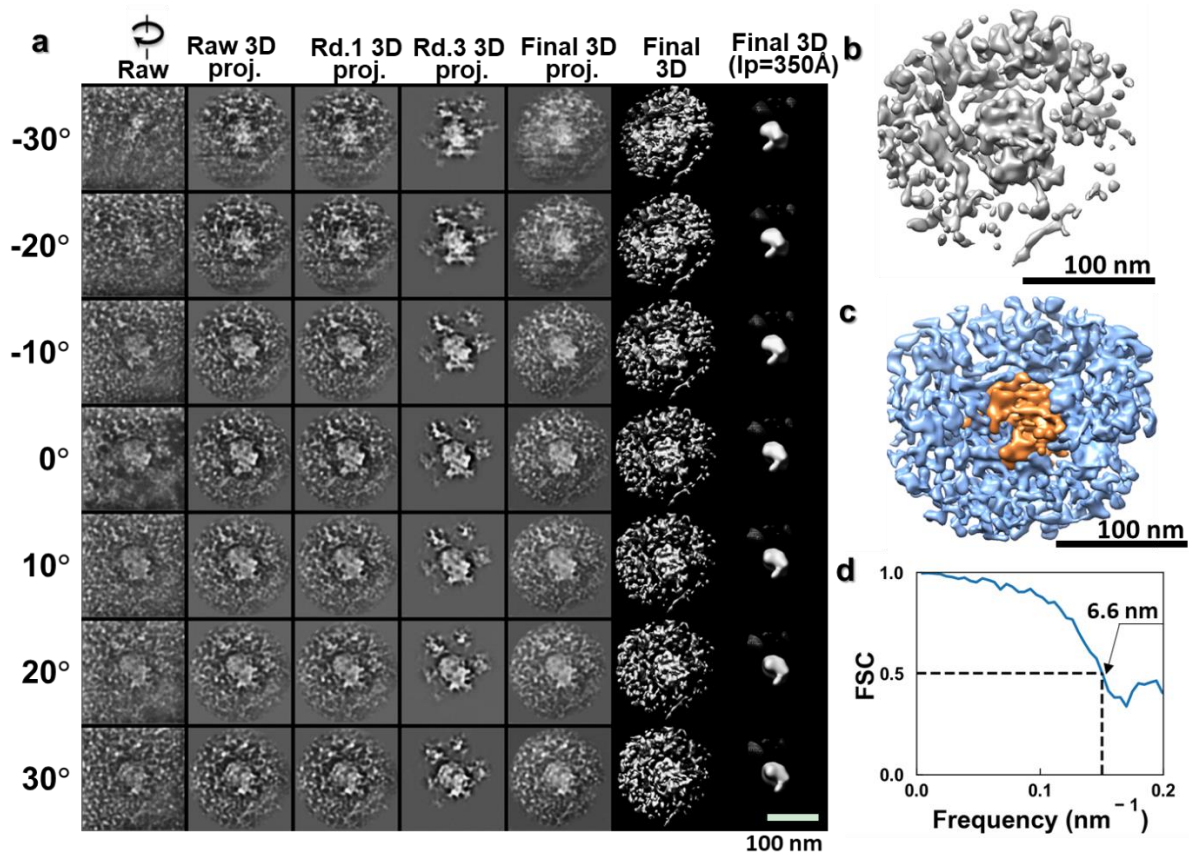 a
Raw
Raw 3D
proj.
Rd.1 3D
proj.
Rd.3 3D
proj.
Final 3D
proj.
Final
3D
Final 3D
(lp=350Å)
-30°
-20°
-10°
0°
10°
20°
30°
100 nm
b
100 nm
c
100 nm
d
1.0
0.5
0.0
FSC
6.6 nm
0.0
0.1
0.2
Frequency (nm⁻¹)